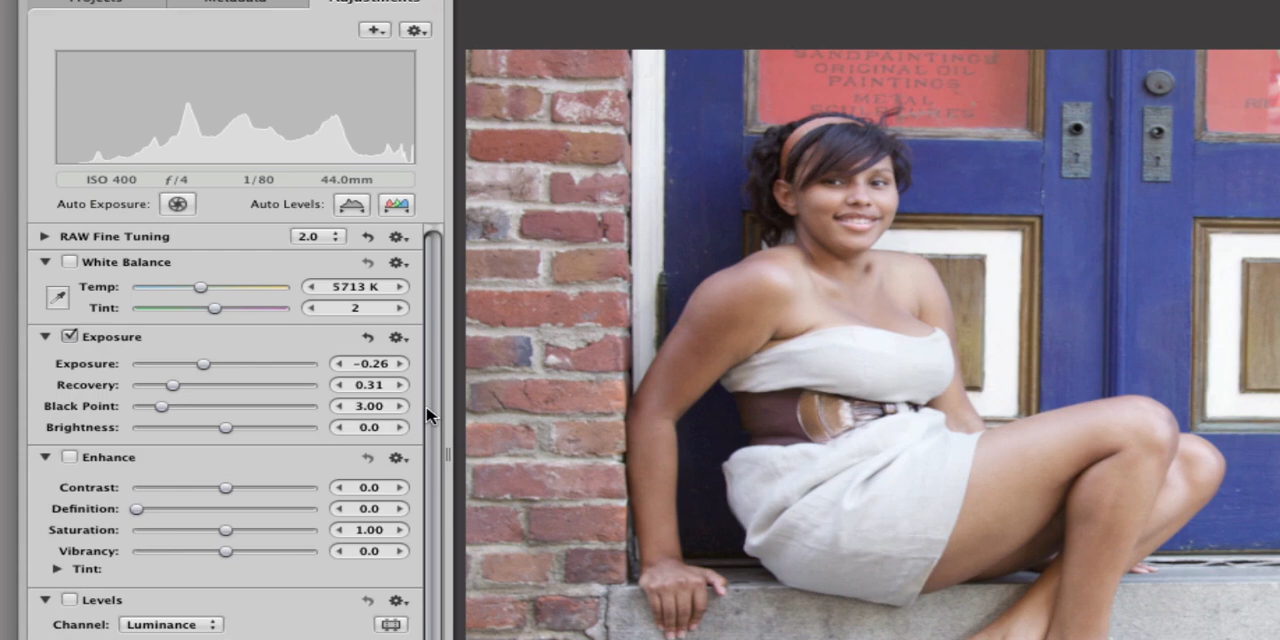 Projects
Metadata
Adjustments
ISO 400 f/4 1/80 44.0mm
Auto Exposure: Auto Levels:
RAW Fine Tuning 2.0
White Balance
Temp: 5713 K
Tint: 2
Exposure
Exposure: -0.26
Recovery: 0.31
Black Point: 3.00
Brightness: 0.0
Enhance
Contrast: 0.0
Definition: 0.0
Saturation: 1.00
Vibrancy: 0.0
Tint:
Levels
Channel: Luminance
SANDPAINTINGS
ORIGINAL OIL
PAINTINGS
METAL
SCULPTURES